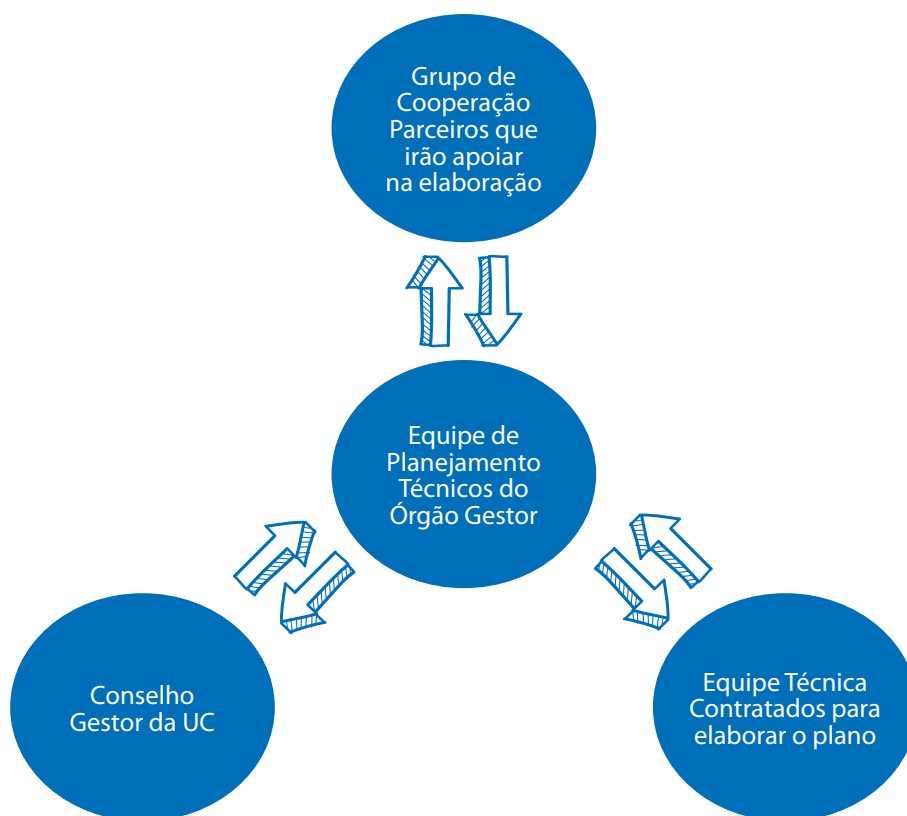 Grupo de
Cooperação
Parceiros que
irão apoiar
na elaboração
Equipe de
Planejamento
Técnicos do
Órgão Gestor
Conselho
Gestor da UC
Equipe Técnica
Contratados para
elaborar o plano